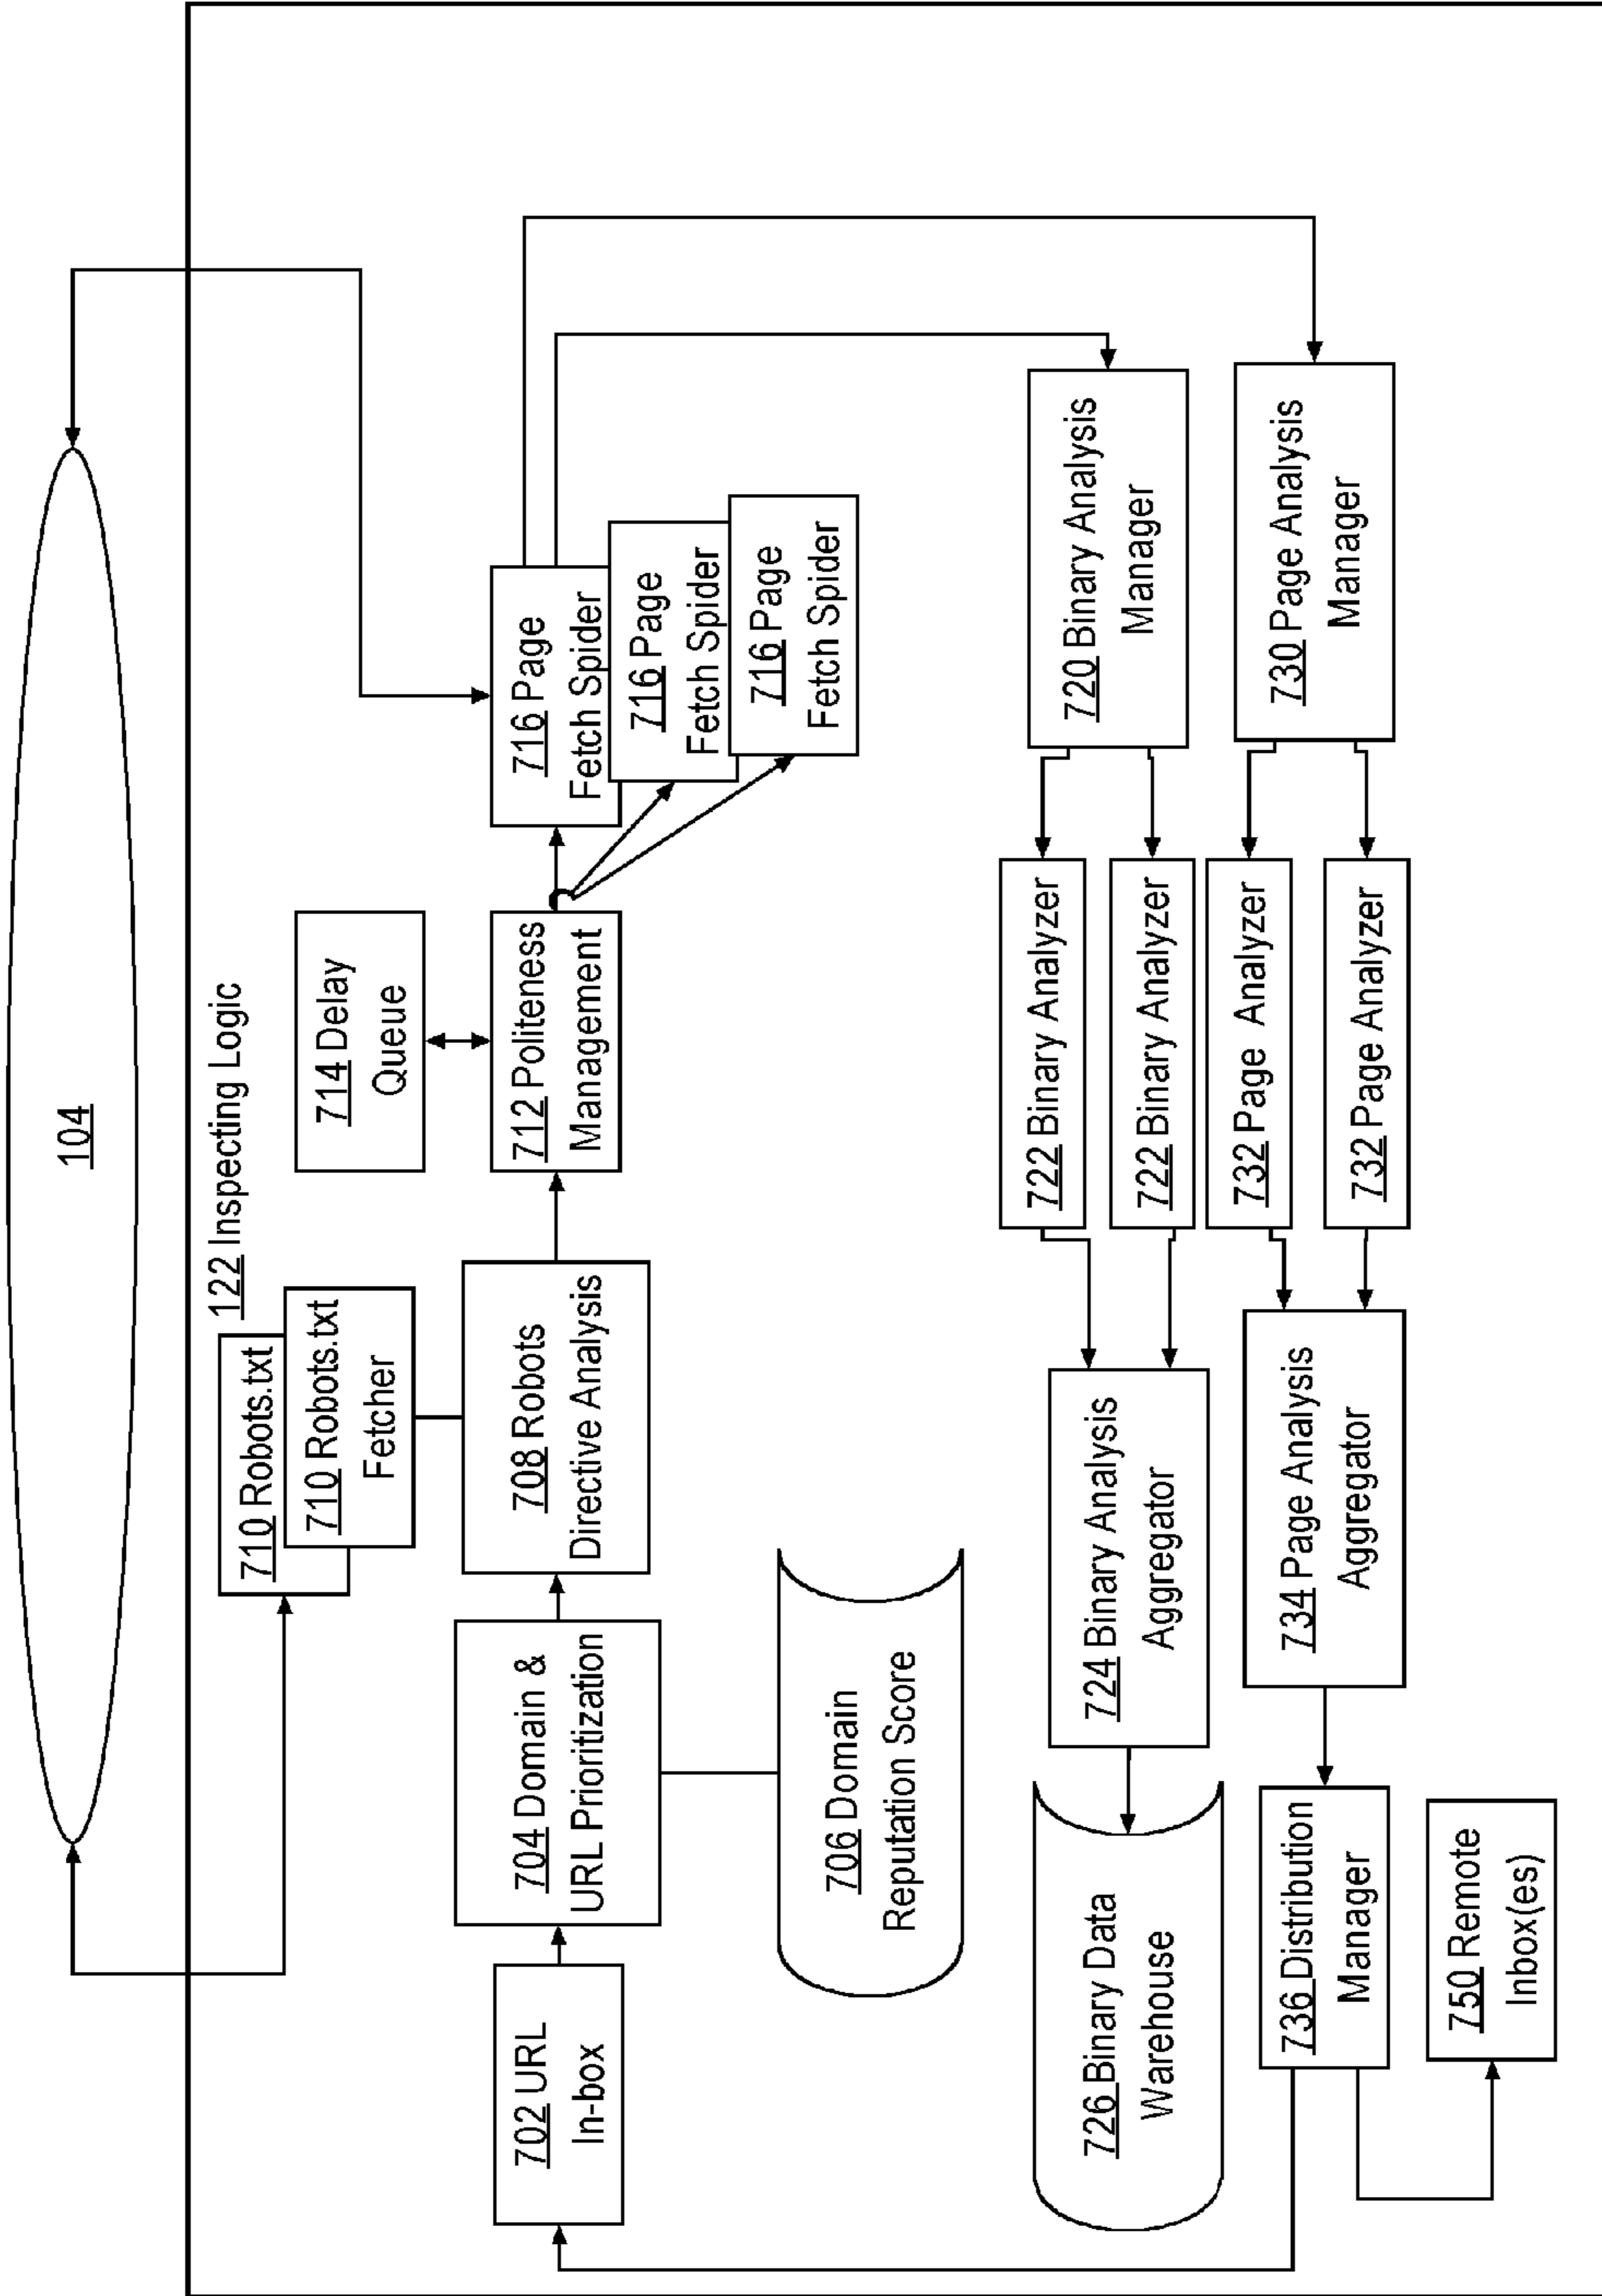 104
122 Inspecting Logic
710 Robots.txt
710 Robots.txt
Fetcher
714 Delay
Queue
702 URL
In-box
704 Domain &
URL Prioritization
708 Robots
Directive Analysis
712 Politeness
Management
716 Page
Fetch Spider
716 Page
Fetch Spider
716 Page
Fetch Spider
706 Domain
Reputation Score
726 Binary Data
Warehouse
724 Binary Analysis
Aggregator
722 Binary Analyzer
722 Binary Analyzer
720 Binary Analysis
Manager
736 Distribution
Manager
734 Page Analysis
Aggregator
732 Page Analyzer
732 Page Analyzer
730 Page Analysis
Manager
750 Remote
Inbox(es)